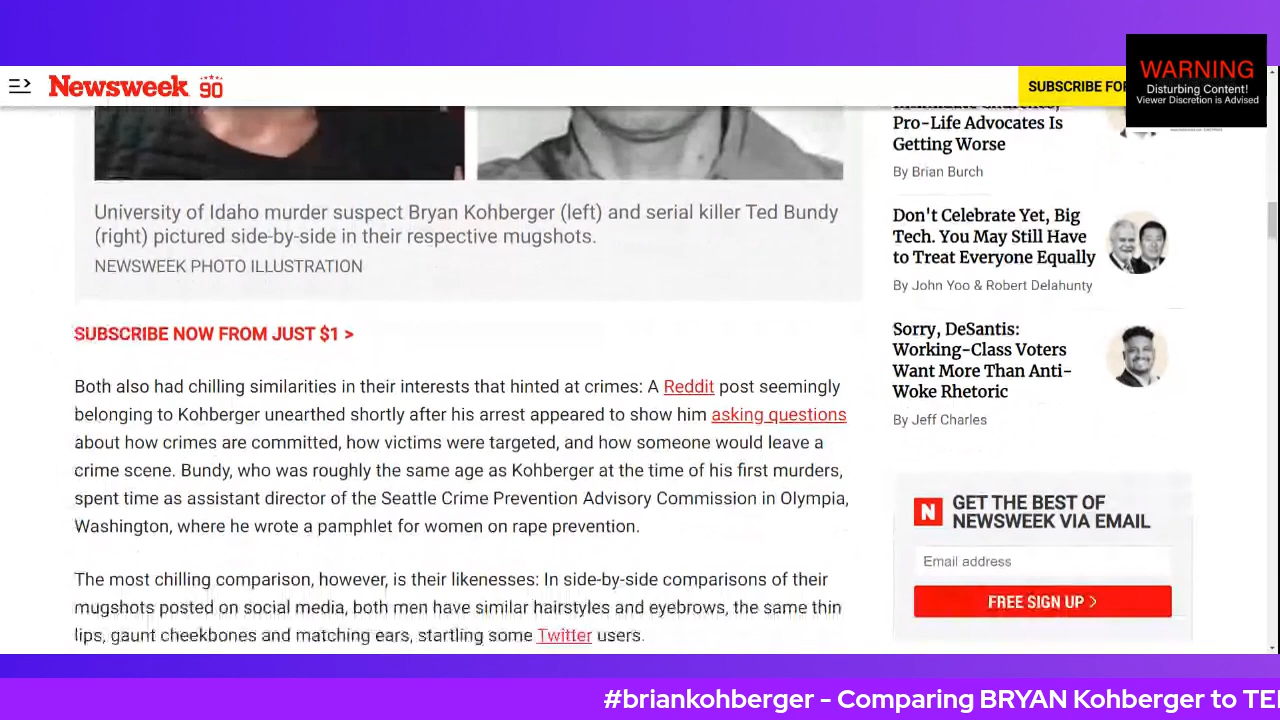 WARNING
Disturbing Content!
Viewer Discretion is Advised
Newsweek 90
SUBSCRIBE FOR
Pro-Life Advocates Is
Getting Worse
By Brian Burch
University of Idaho murder suspect Bryan Kohberger (left) and serial killer Ted Bundy
(right) pictured side-by-side in their respective mugshots.
NEWSWEEK PHOTO ILLUSTRATION
Don't Celebrate Yet, Big
Tech. You May Still Have
to Treat Everyone Equally
By John Yoo & Robert Delahunty
SUBSCRIBE NOW FROM JUST $1 >
Sorry, DeSantis:
Working-Class Voters
Want More Than Anti-
Woke Rhetoric
By Jeff Charles
Both also had chilling similarities in their interests that hinted at crimes: A Reddit post seemingly
belonging to Kohberger unearthed shortly after his arrest appeared to show him asking questions
about how crimes are committed, how victims were targeted, and how someone would leave a
crime scene. Bundy, who was roughly the same age as Kohberger at the time of his first murders,
spent time as assistant director of the Seattle Crime Prevention Advisory Commission in Olympia,
Washington, where he wrote a pamphlet for women on rape prevention.
The most chilling comparison, however, is their likenesses: In side-by-side comparisons of their
mugshots posted on social media, both men have similar hairstyles and eyebrows, the same thin
lips, gaunt cheekbones and matching ears, startling some Twitter users.
N GET THE BEST OF
NEWSWEEK VIA EMAIL
Email address
FREE SIGN UP >
#briankohberger - Comparing BRYAN Kohberger to TE